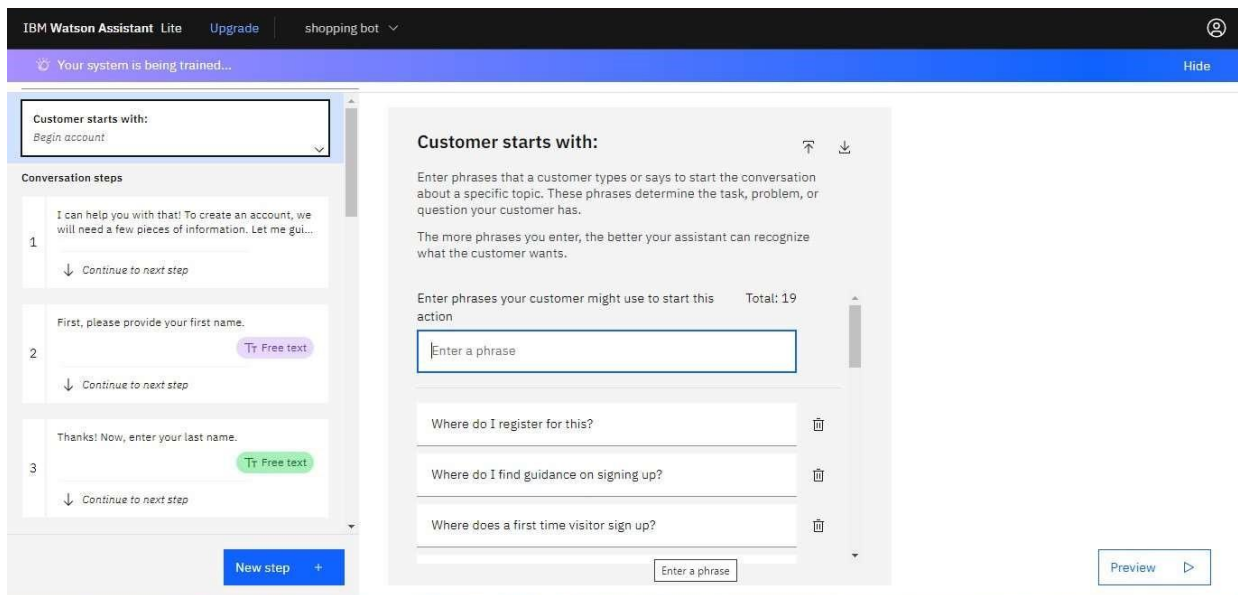 IBM Watson Assistant Lite Upgrade shopping bot
Your system is being trained... Hide
Customer starts with:
Begin account
Conversation steps
1
I can help you with that! To create an account, we
will need a few pieces of information. Let me gui...
Continue to next step
2
First, please provide your first name.
Tт Free text
Continue to next step
3
Thanks! Now, enter your last name.
Tт Free text
Continue to next step
New step +
Customer starts with:
Enter phrases that a customer types or says to start the conversation
about a specific topic. These phrases determine the task, problem, or
question your customer has.
The more phrases you enter, the better your assistant can recognize
what the customer wants.
Enter phrases your customer might use to start this
action
Total: 19
Enter a phrase
Where do I register for this?
Where do I find guidance on signing up?
Where does a first time visitor sign up?
Enter a phrase
Preview